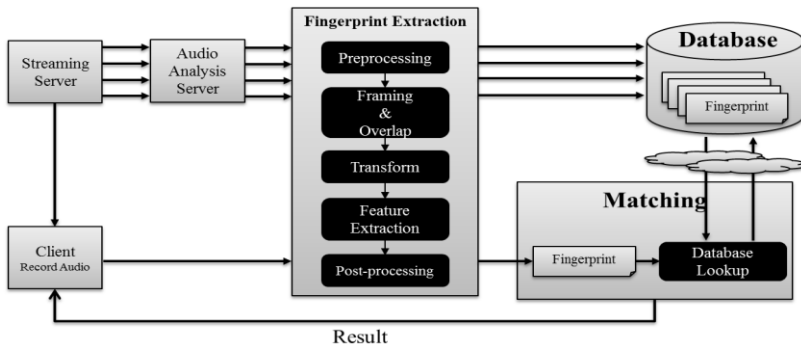 Streaming
Server
Audio
Analysis
Server
Fingerprint Extraction
Preprocessing
Framing
&
Overlap
Transform
Feature
Extraction
Post-processing
Database
Fingerprint
Client
Record Audio
Matching
Fingerprint
Database
Lookup
Result